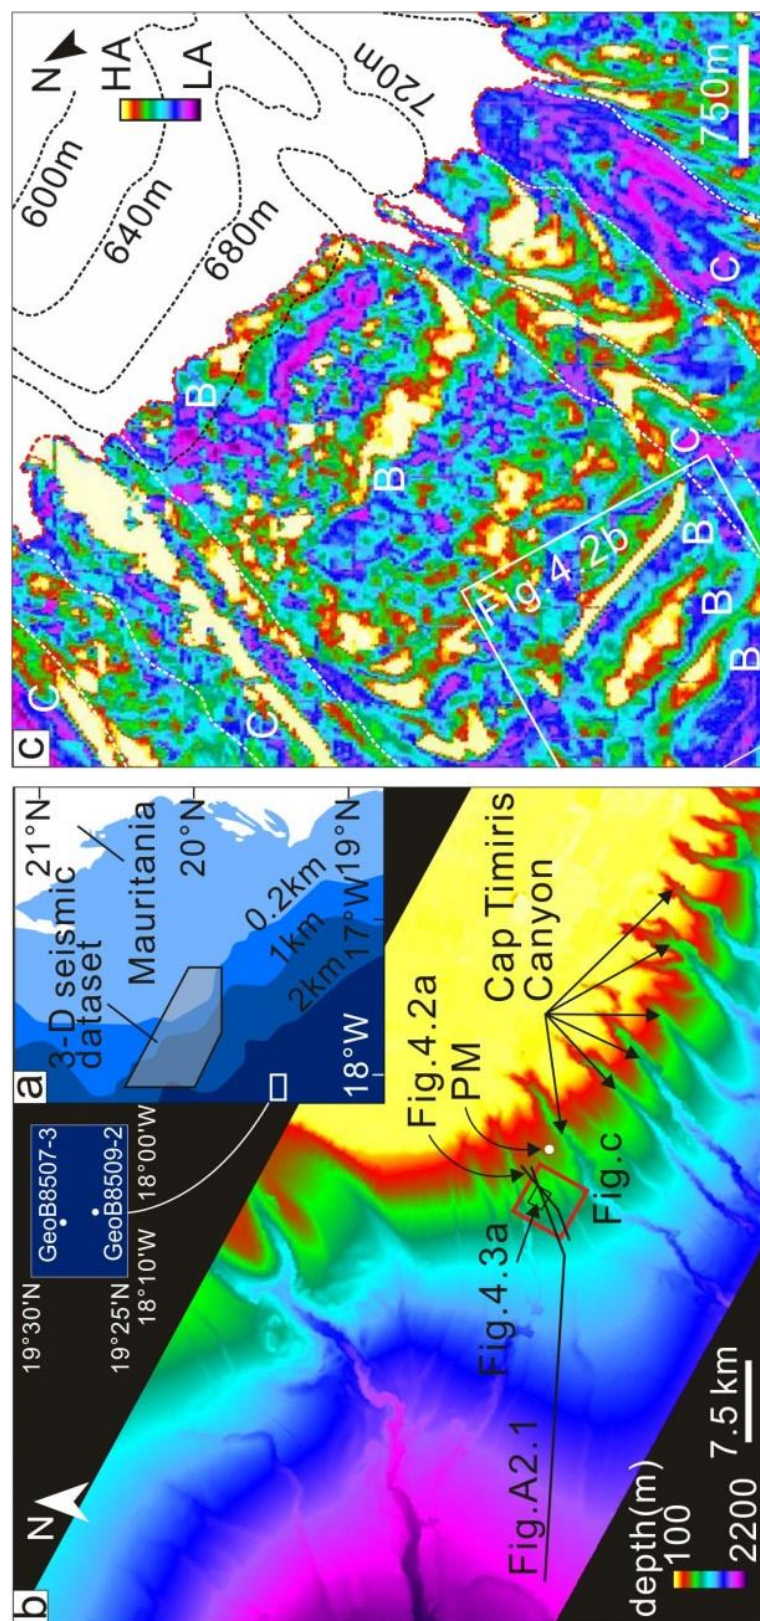 a
3-D seismic
dataset
Mauritania
21°N
20°N
19°N
0.2km
1km
2km
17°W
18°W
GeoB8507-3
GeoB8509-2
19°30'N
19°25'N
18°10'W
18°00'W
b
N
Fig.4.2a
PM
Cap Timiris
Canyon
Fig.4.3a
Fig.c
Fig.A2.1
depth(m)
100
2200
7.5 km
c
N
HA
LA
600m
640m
680m
720m
C
C
B
B
Fig.4.2b
B
B
B
C
C
750m